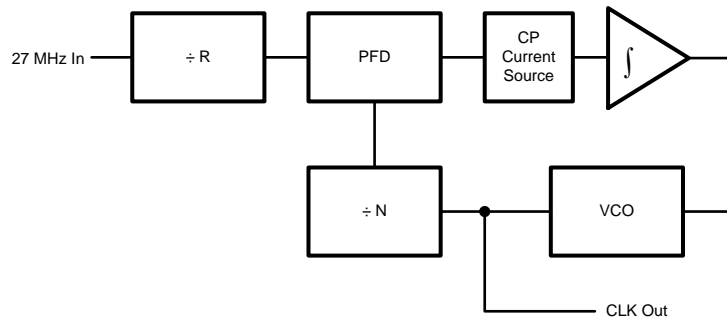 27 MHz In
÷ R
PFD
CP
Current
Source
∫
÷ N
VCO
CLK Out